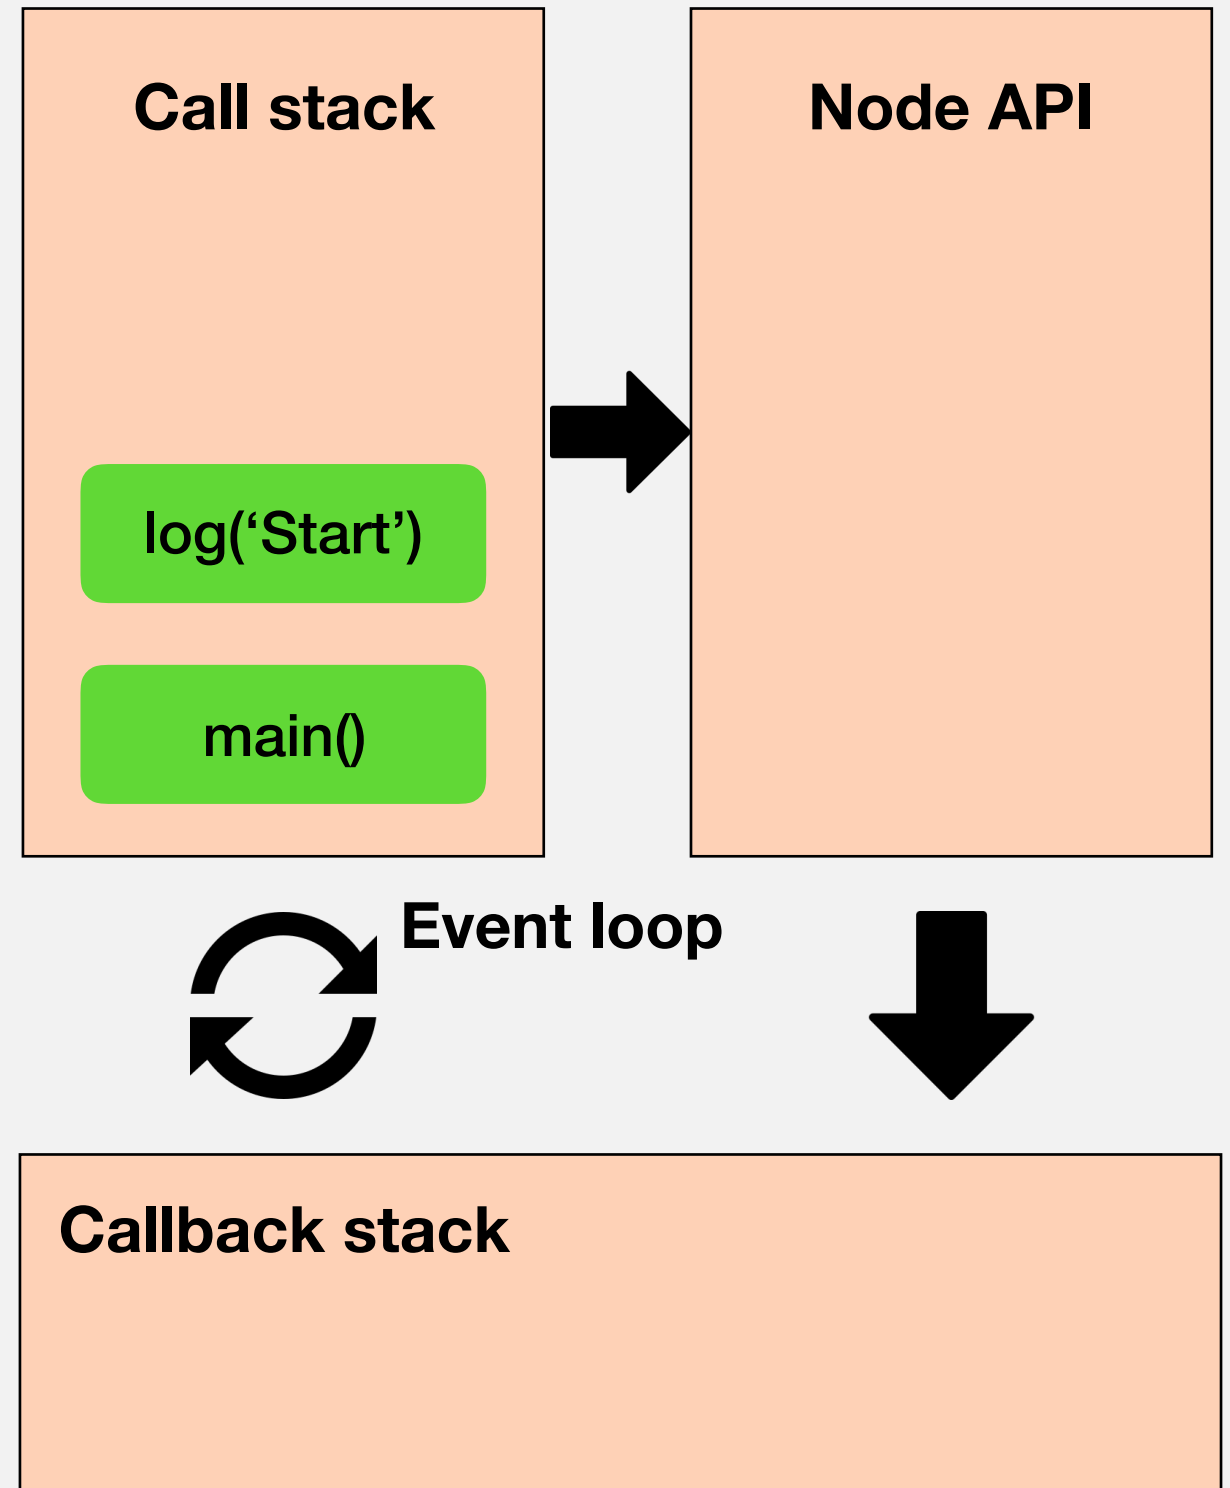 Call stack
Node API
log(‘Start’)
main()
Event loop
Callback stack